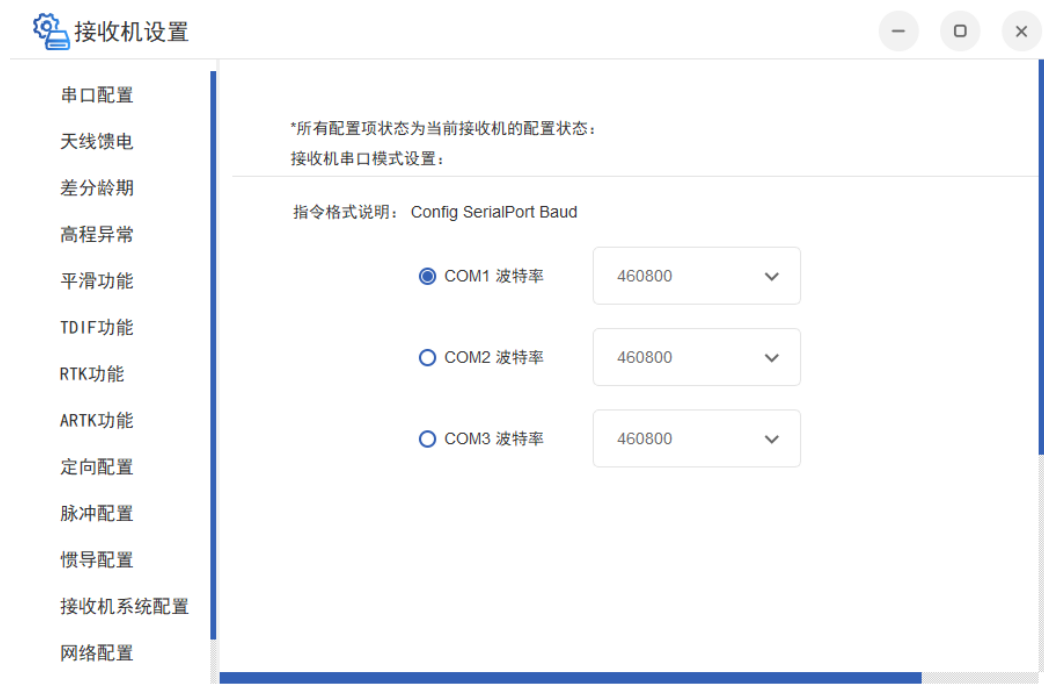 接收机设置
串口配置
天线馈电
差分龄期
高程异常
平滑功能
TDIF功能
RTK功能
ARTK功能
定向配置
脉冲配置
惯导配置
接收机系统配置
网络配置
*所有配置项状态为当前接收机的配置状态：
接收机串口模式设置：
指令格式说明： Config SerialPort Baud
COM1 波特率 460800
COM2 波特率 460800
COM3 波特率 460800